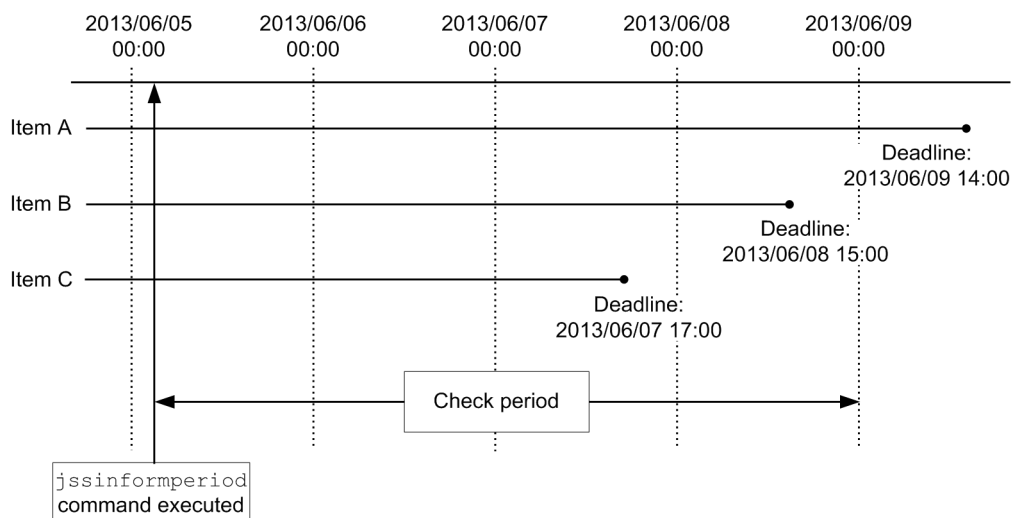 2013/06/05 2013/06/06 2013/06/07 2013/06/08 2013/06/09
00:00 00:00 00:00 00:00 00:00
Item A
Deadline:
2013/06/09 14:00
Item B
Deadline:
2013/06/08 15:00
Item C
Deadline:
2013/06/07 17:00
Check period
jssinformperiod
command executed